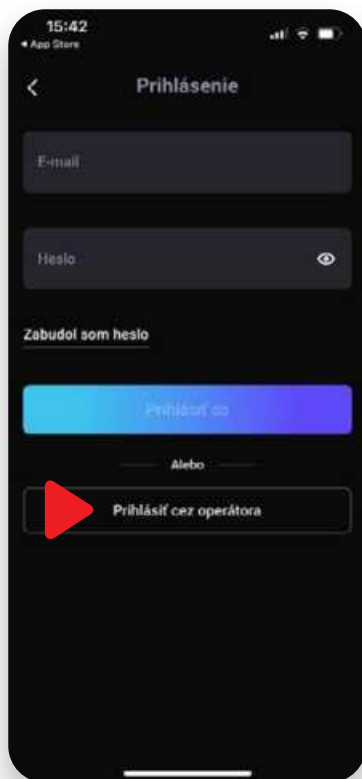 15:42
◀ App Store
Prihlásenie
E-mail
Heslo
Zabudol som heslo
Prihlásiť sa
Alebo
Prihlásiť cez operátora